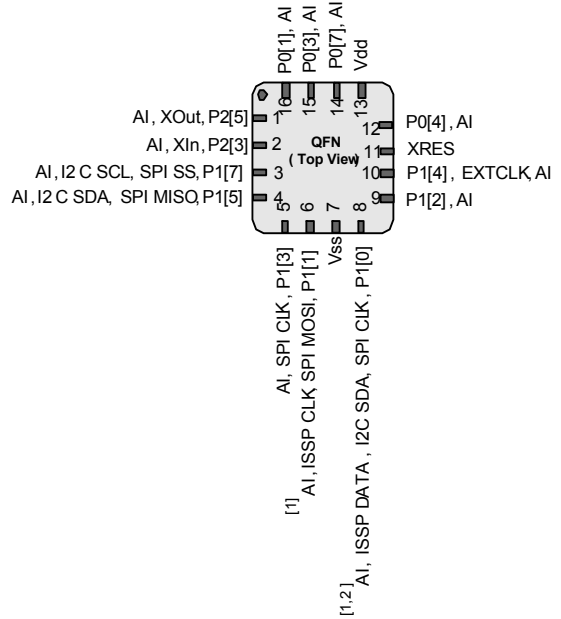 P0[1], AI
P0[3], AI
P0[7], AI
Vdd
16
15
14
13
AI, XOut, P2[5]
1
AI, XIn, P2[3]
2
AI, I2 C SCL, SPI SS, P1[7]
3
AI, I2 C SDA, SPI MISO, P1[5]
4
QFN
( Top View)
12
P0[4] , AI
11
XRES
10
P1[4] , EXTCLK, AI
9
P1[2] , AI
5
6
7
8
AI, SPI CLK , P1[3]
[1]
AI, ISSP CLK, SPI MOSI, P1[1]
Vss
[1,2 ]
AI, ISSP DATA , I2C SDA, SPI CLK , P1[0]